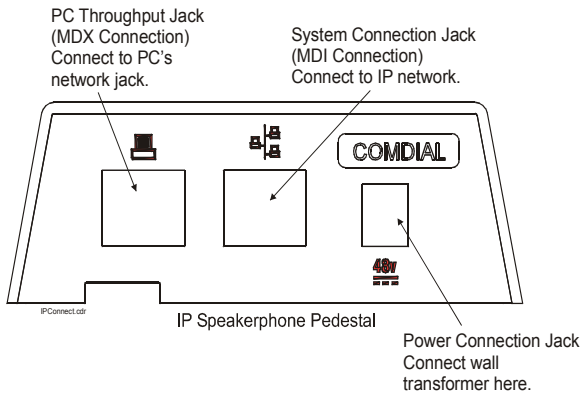 PC Throughput Jack
(MDX Connection)
Connect to PC's
network jack.
System Connection Jack
(MDI Connection)
Connect to IP network.
COMDIAL
48v
IPConnect.cdr
IP Speakerphone Pedestal
Power Connection Jack
Connect wall
transformer here.